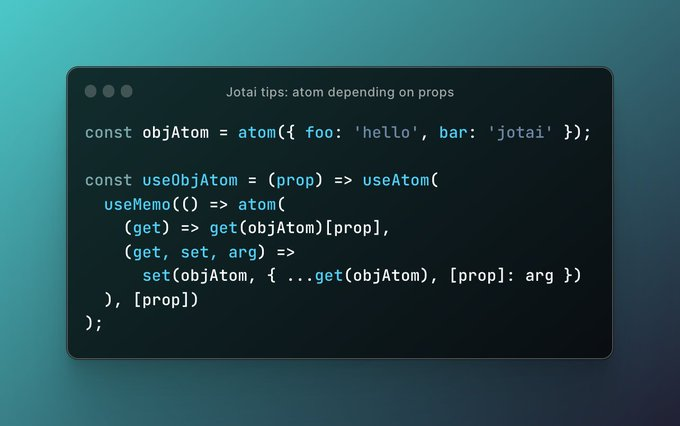 Jotai tips: atom depending on props
const objAtom = atom({ foo: 'hello', bar: 'jotai' });
const useObjAtom = (prop) => useAtom(
  useMemo(() => atom(
    (get) => get(objAtom)[prop],
    (get, set, arg) =>
      set(objAtom, { ...get(objAtom), [prop]: arg })
  ), [prop])
);